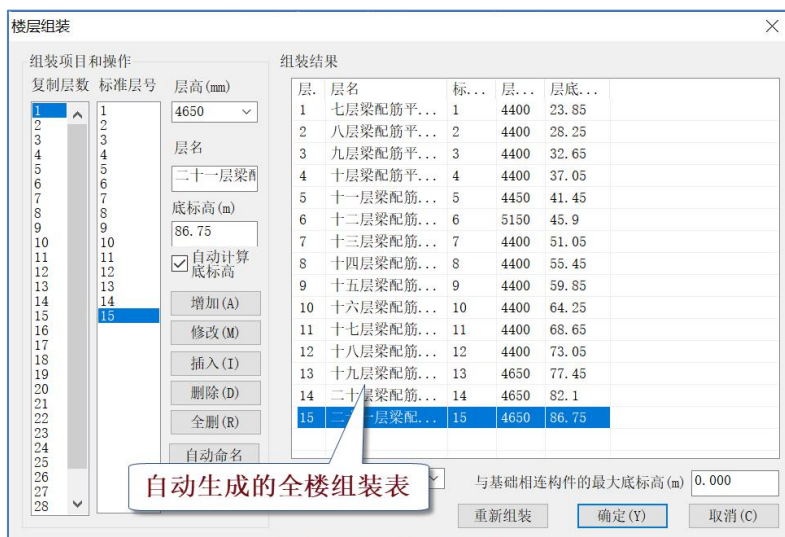 楼层组装
组装项目和操作
复制层数
1
2
3
4
5
6
7
8
9
10
11
12
13
14
15
16
17
18
19
20
21
22
23
24
25
26
27
28
标准层号
1
2
3
4
5
6
7
8
9
10
11
12
13
14
15
层高(mm)
4650
层名
二十一层梁配
底标高(m)
86.75
自动计算
底标高
增加(A)
修改(M)
插入(I)
删除(D)
全删(R)
自动命名
组装结果
层. 层名 标... 层... 层底...
1 七层梁配筋平... 1 4400 23.85
2 八层梁配筋平... 2 4400 28.25
3 九层梁配筋平... 3 4400 32.65
4 十层梁配筋平... 4 4400 37.05
5 十一层梁配筋... 5 4450 41.45
6 十二层梁配筋... 6 5150 45.9
7 十三层梁配筋... 7 4400 51.05
8 十四层梁配筋... 8 4400 55.45
9 十五层梁配筋... 9 4400 59.85
10 十六层梁配筋... 10 4400 64.25
11 十七层梁配筋... 11 4400 68.65
12 十八层梁配筋... 12 4400 73.05
13 十九层梁配筋... 13 4650 77.45
14 二十层梁配筋... 14 4650 82.1
15 二十一层梁配... 15 4650 86.75
自动生成的全楼组装表
与基础相连构件的最大底标高(m) 0.000
重新组装
确定(Y)
取消(C)